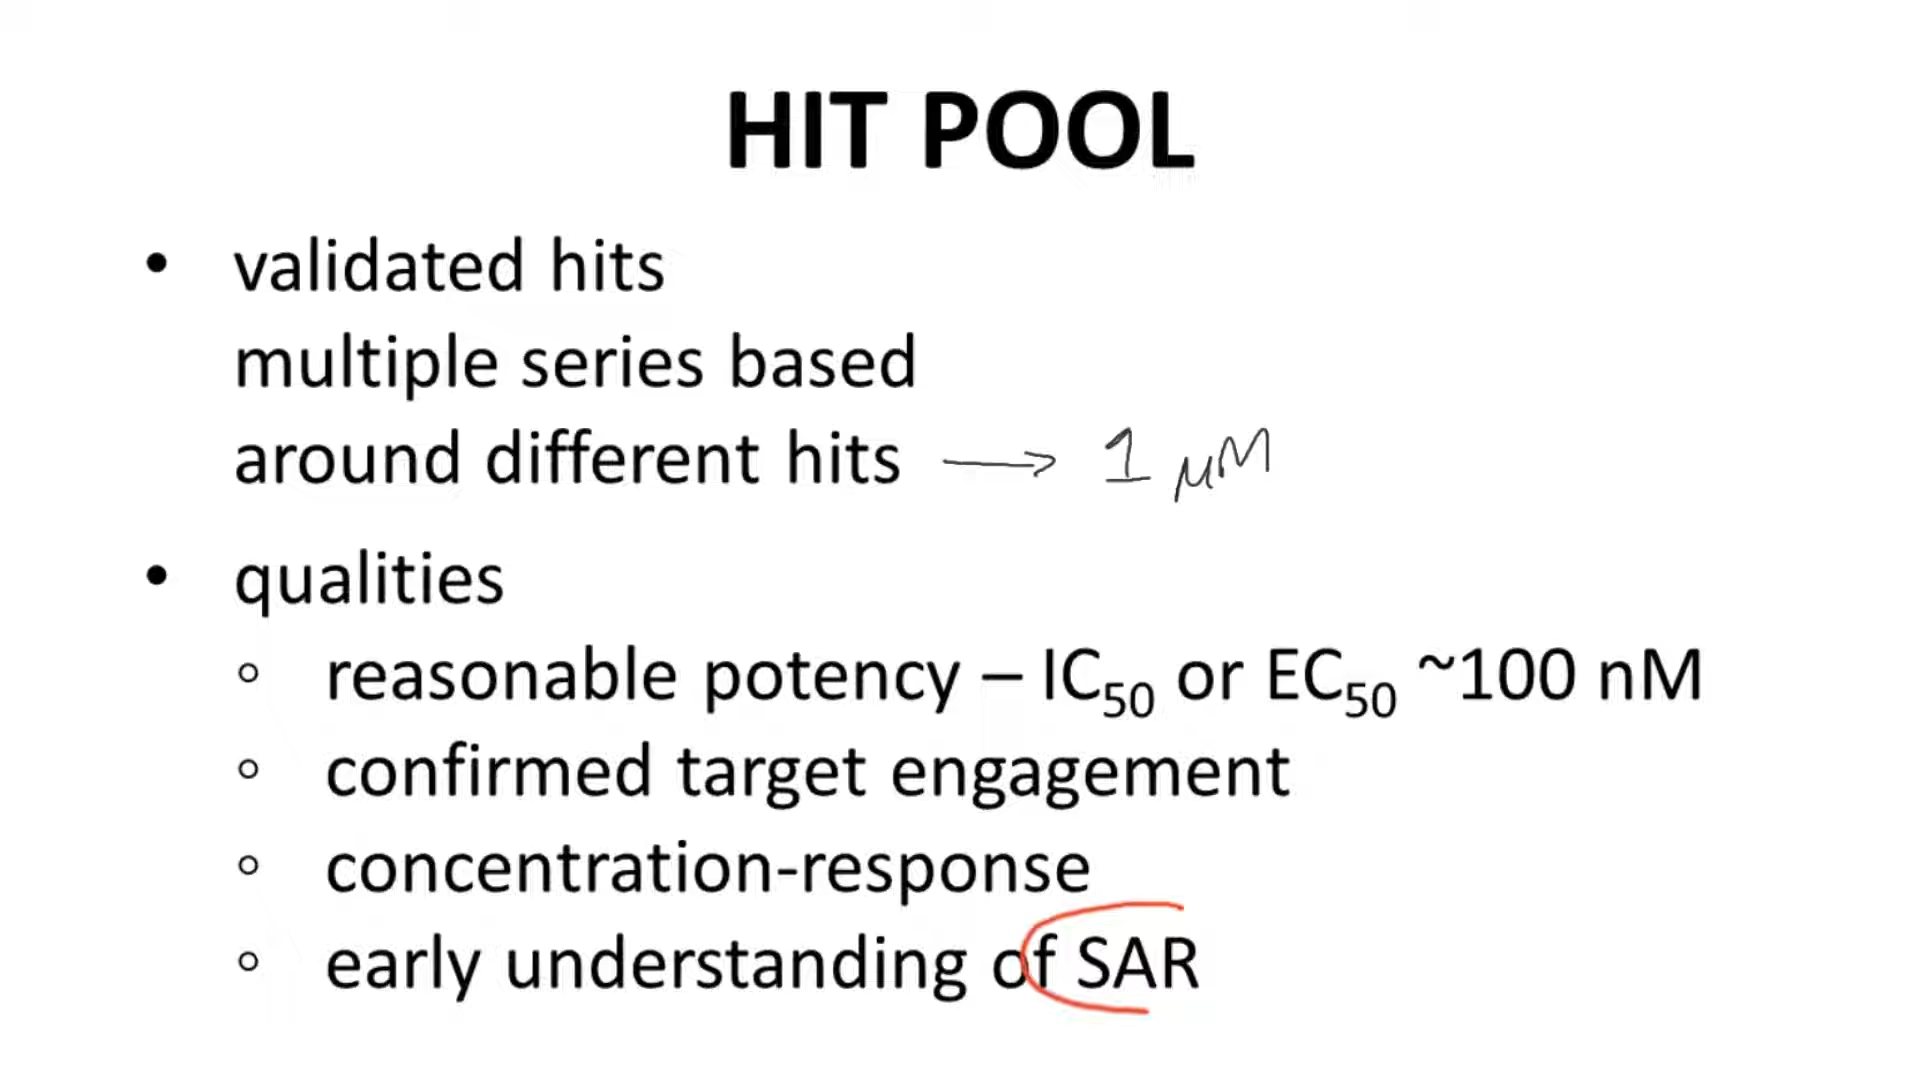 HIT POOL
• validated hits
multiple series based
around different hits → 1 μM
• qualities
◦ reasonable potency – IC₅₀ or EC₅₀ ~100 nM
◦ confirmed target engagement
◦ concentration-response
◦ early understanding of SAR